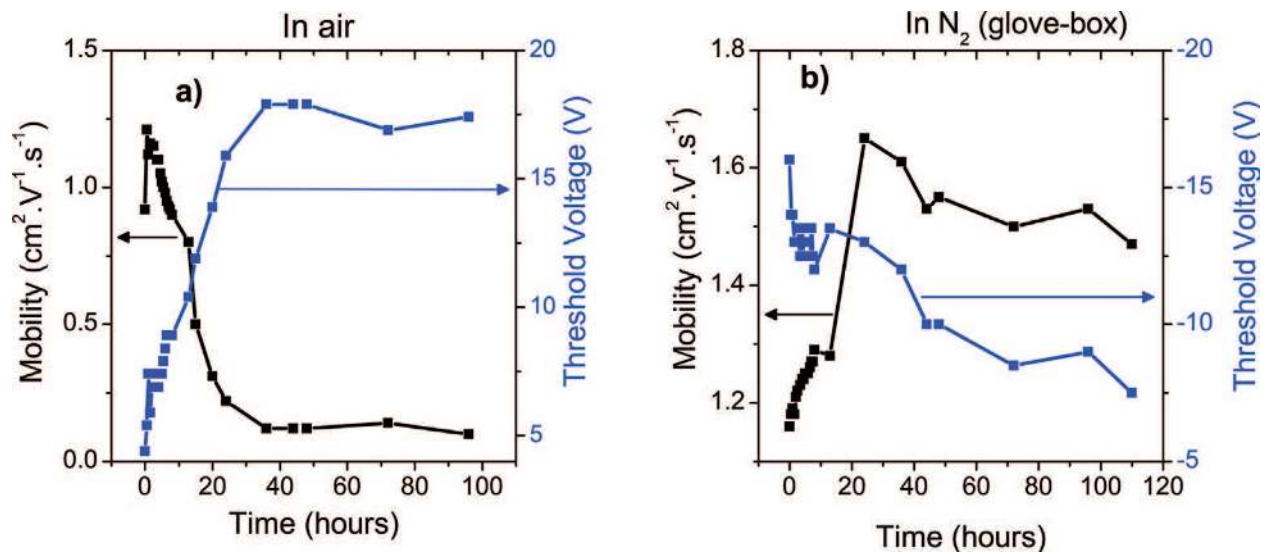 In air
a)
1.5
1.0
0.5
0.0
Mobility (cm².V⁻¹.s⁻¹)
20
15
10
5
Threshold Voltage (V)
0 20 40 60 80 100
Time (hours)
In N₂ (glove-box)
b)
1.8
1.6
1.4
1.2
Mobility (cm².V⁻¹.s⁻¹)
-20
-15
-10
-5
Threshold Voltage (V)
0 20 40 60 80 100 120
Time (hours)